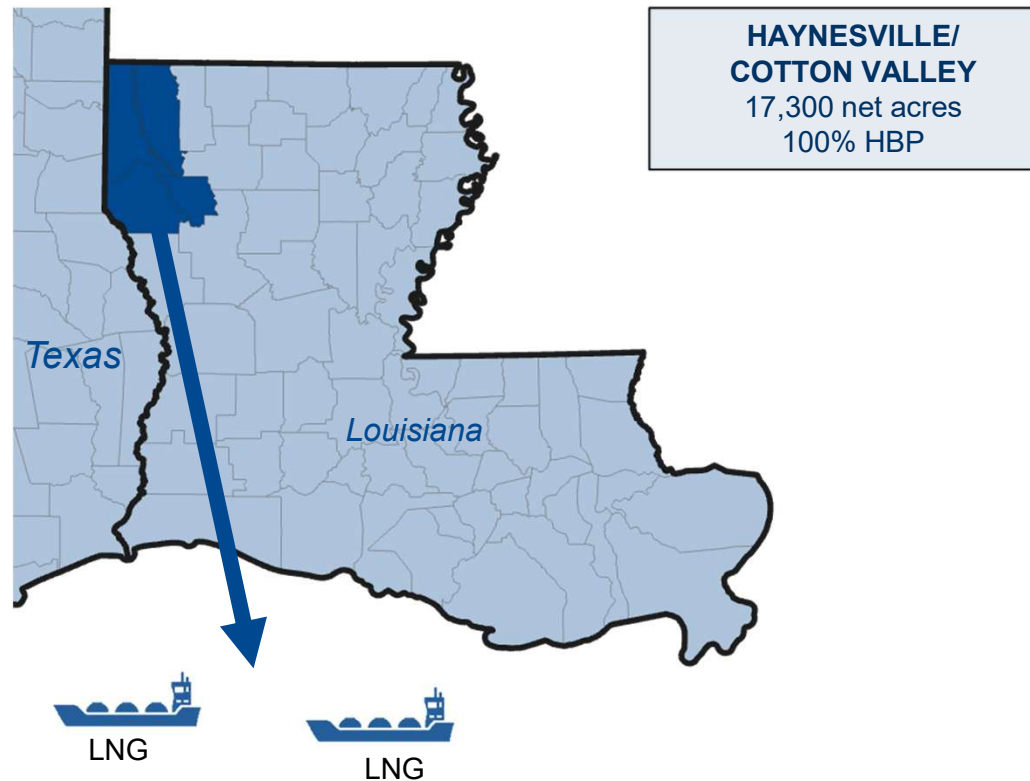 HAYNESVILLE/
COTTON VALLEY
17,300 net acres
100% HBP
Texas
Louisiana
LNG
LNG